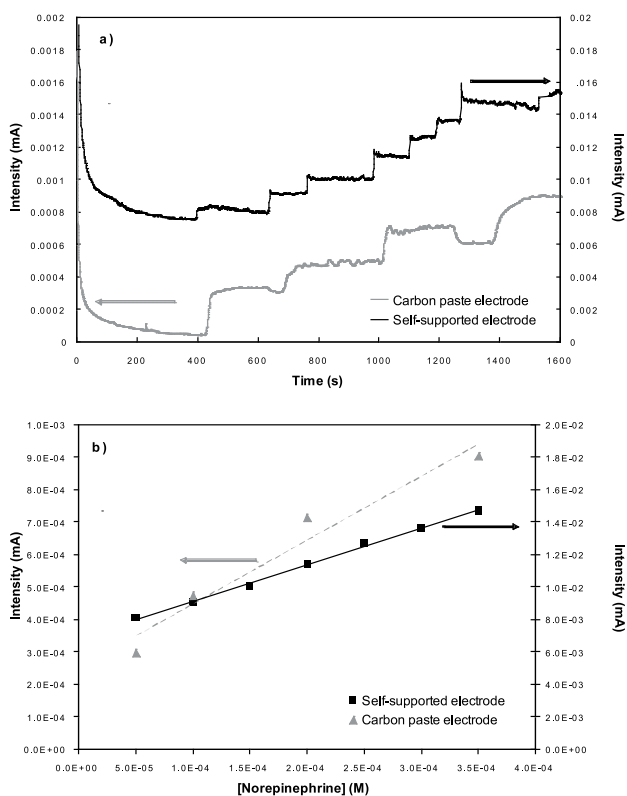 a)
0.002
0.0018
0.0016
0.0014
0.0012
0.001
0.0008
0.0006
0.0004
0.0002
0
0.02
0.018
0.016
0.014
0.012
0.01
0.008
0.006
0.004
0.002
0
Intensity (mA)
Intensity (mA)
Carbon paste electrode
Self-supported electrode
0 200 400 600 800 1000 1200 1400 1600
Time (s)
b)
1.0E-03
9.0E-04
8.0E-04
7.0E-04
6.0E-04
5.0E-04
4.0E-04
3.0E-04
2.0E-04
1.0E-04
0.0E+00
2.0E-02
1.8E-02
1.6E-02
1.4E-02
1.2E-02
1.0E-02
8.0E-03
6.0E-03
4.0E-03
2.0E-03
0.0E+00
Intensity (mA)
Intensity (mA)
Self-supported electrode
Carbon paste electrode
0.0E+00 5.0E-05 1.0E-04 1.5E-04 2.0E-04 2.5E-04 3.0E-04 3.5E-04 4.0E-04
[Norepinephrine] (M)